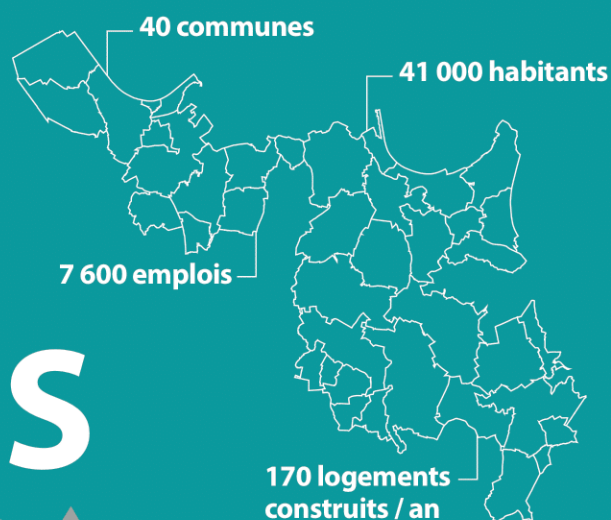 40 communes
41 000 habitants
7 600 emplois
S
170 logements
construits / an